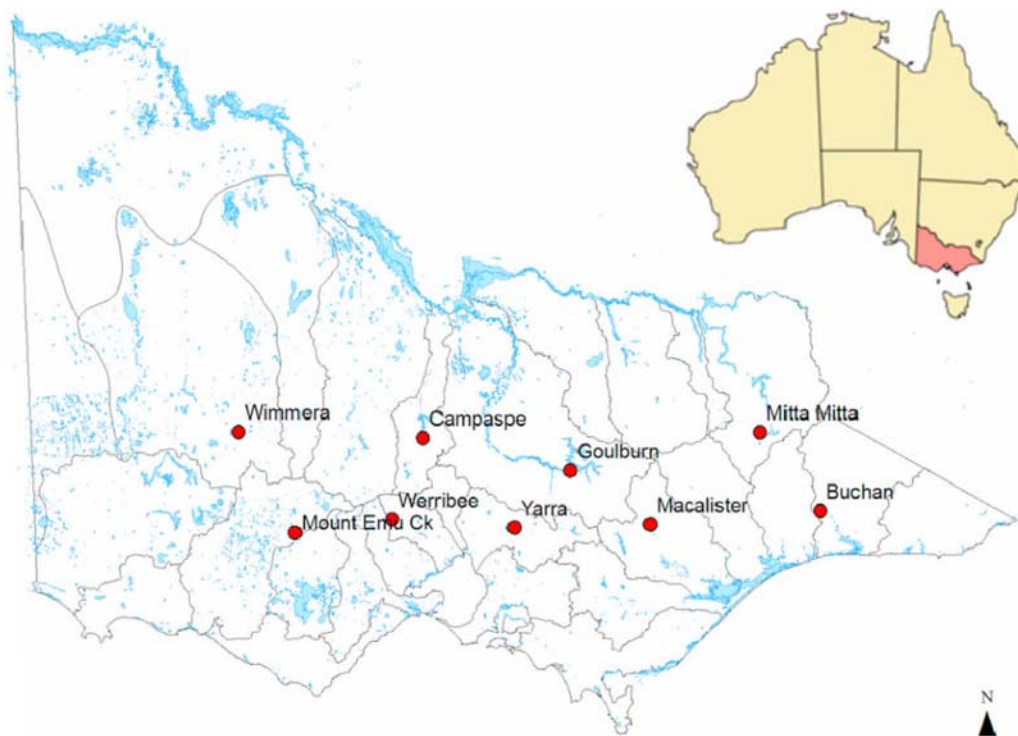 Wimmera
Campaspe
Mitta Mitta
Goulburn
Werribee
Mount Emu Ck
Yarra
Macalister
Buchan
N